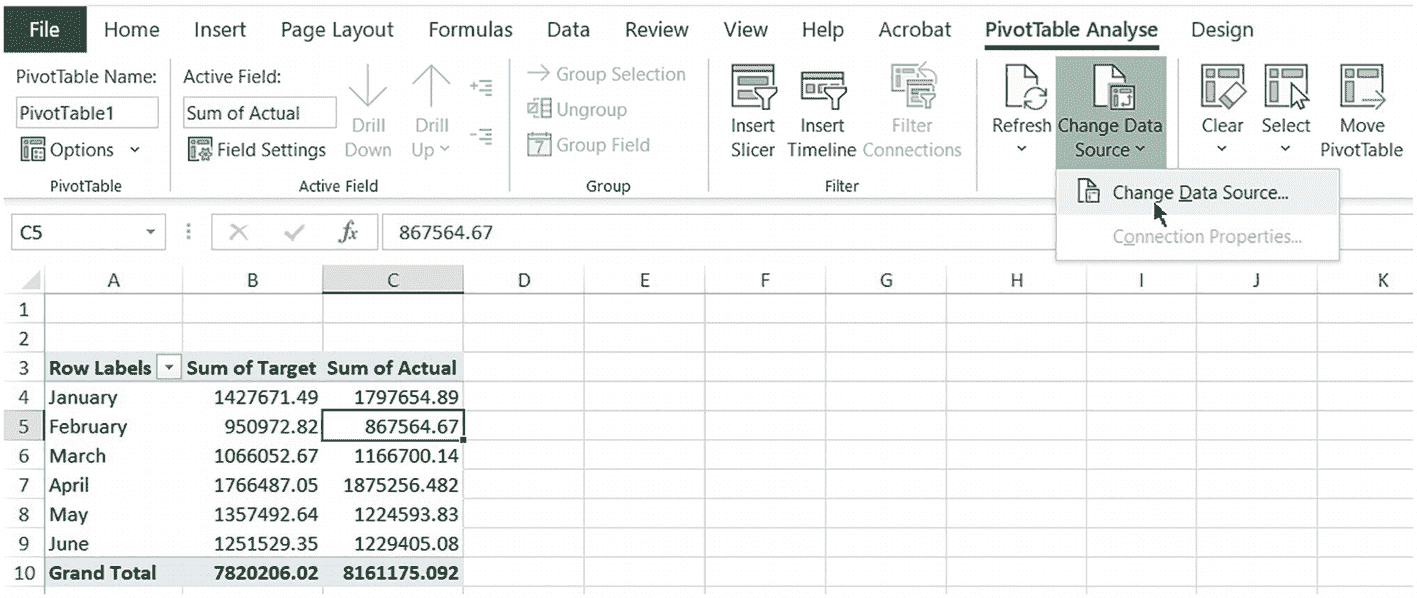 File Home Insert Page Layout Formulas Data Review View Help Acrobat PivotTable Analyse Design
PivotTable Name:
PivotTable1
Options
PivotTable
Active Field:
Sum of Actual
Field Settings
Drill
Down
Drill
Up
Active Field
Group Selection
Ungroup
7 Group Field
Group
Insert
Slicer
Insert
Timeline
Filter
Connections
Filter
Refresh
Change Data
Source
Clear
Select
Move
PivotTable
Change Data Source...
Connection Properties...
C5 fx 867564.67
A B C D E F G H I J K
1
2
3 Row Labels Sum of Target Sum of Actual
4 January 1427671.49 1797654.89
5 February 950972.82 867564.67
6 March 1066052.67 1166700.14
7 April 1766487.05 1875256.482
8 May 1357492.64 1224593.83
9 June 1251529.35 1229405.08
10 Grand Total 7820206.02 8161175.092